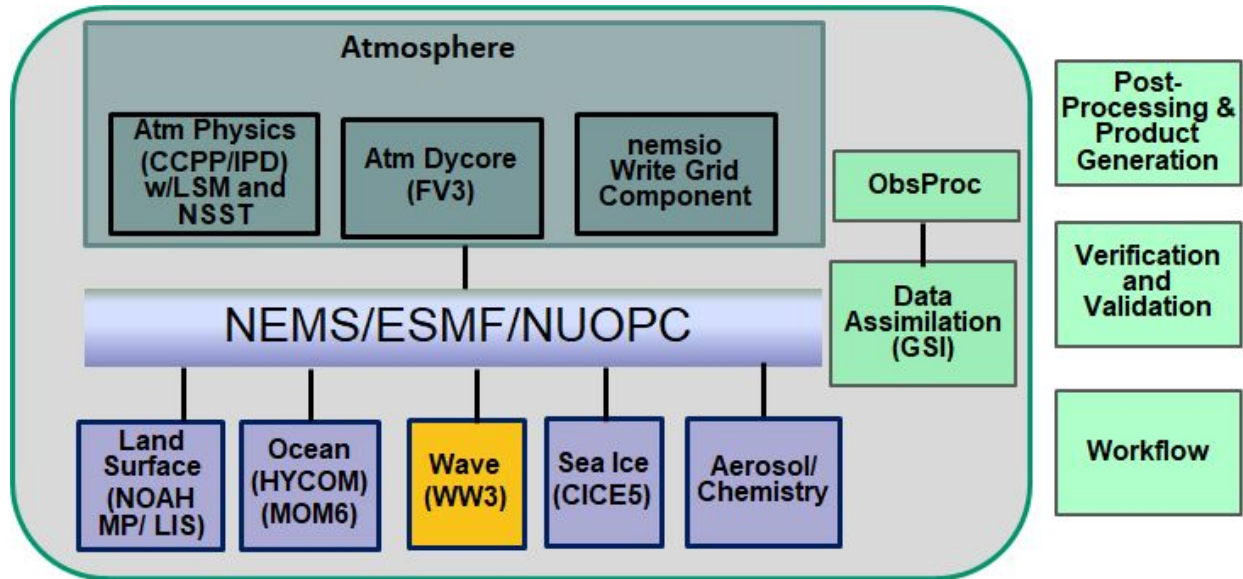 Atmosphere
Atm Physics
(CCPP/IPD)
w/LSM and
NSST
Atm Dycore
(FV3)
nemsio
Write Grid
Component
ObsProc
Data
Assimilation
(GSI)
NEMS/ESMF/NUOPC
Land
Surface
(NOAH
MP/ LIS)
Ocean
(HYCOM)
(MOM6)
Wave
(WW3)
Sea Ice
(CICE5)
Aerosol/
Chemistry
Post-
Processing &
Product
Generation
Verification
and
Validation
Workflow